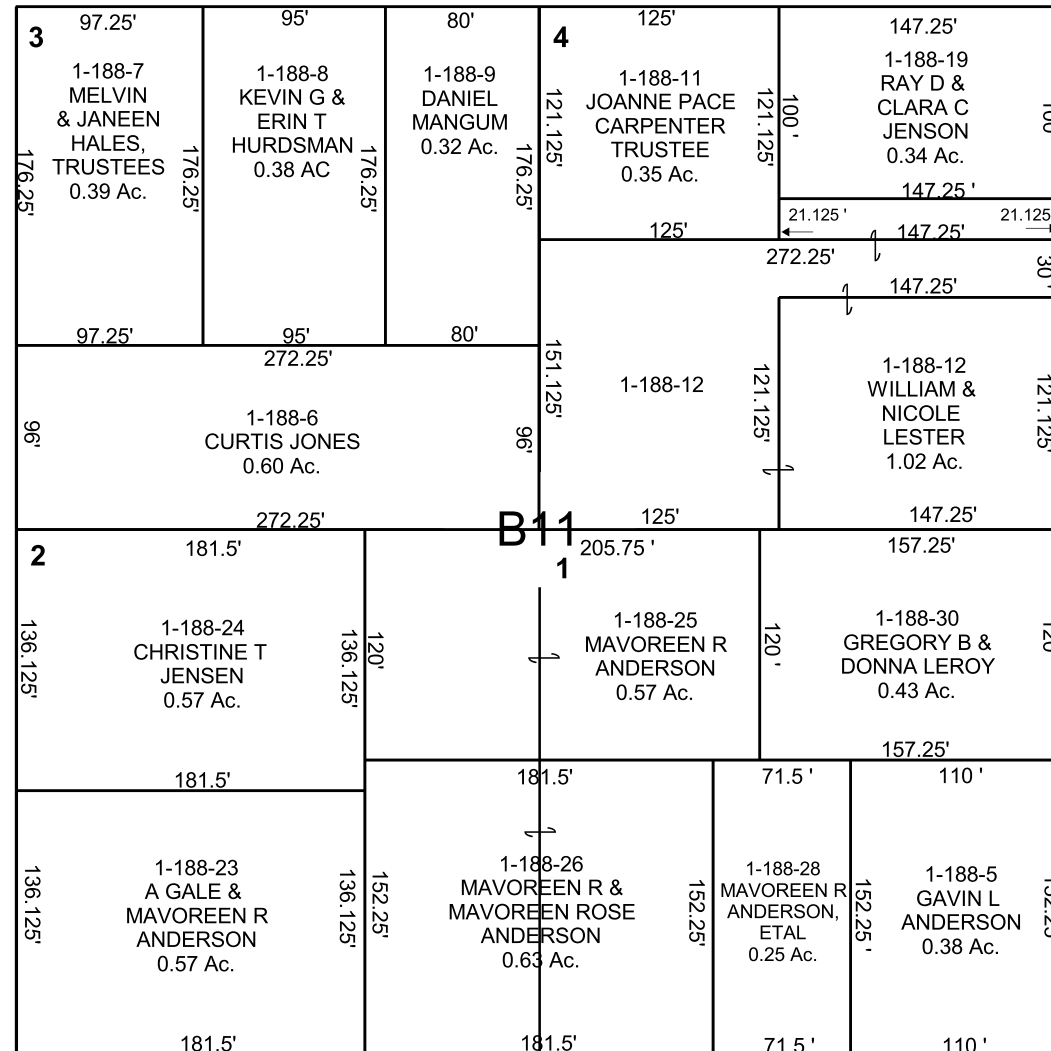 3
97.25'
1-188-7
MELVIN
& JANEEN
HALES,
TRUSTEES
0.39 Ac.
176.25'
176.25'
97.25'
95'
1-188-8
KEVIN G &
ERIN T
HURDSMAN
0.38 AC
176.25'
95'
80'
1-188-9
DANIEL
MANGUM
0.32 Ac.
176.25'
80'
4
125'
1-188-11
JOANNE PACE
CARPENTER
TRUSTEE
0.35 Ac.
121.125'
121.125'
125'
147.25'
1-188-19
RAY D &
CLARA C
JENSON
0.34 Ac.
100 '
100'
147.25 '
21.125 '
21.125
147.25'
272.25'
30 '
147.25'
272.25'
1-188-6
CURTIS JONES
0.60 Ac.
96'
96'
272.25'
151.125'
1-188-12
121.125'
125'
1-188-12
WILLIAM &
NICOLE
LESTER
1.02 Ac.
121.125'
147.25'
B11
2
181.5'
1-188-24
CHRISTINE T
JENSEN
0.57 Ac.
136.125'
136.125'
181.5'
1
205.75 '
120'
1-188-25
MAVOREEN R
ANDERSON
0.57 Ac.
120 '
157.25'
1-188-30
GREGORY B &
DONNA LEROY
0.43 Ac.
120
157.25'
1-188-23
A GALE &
MAVOREEN R
ANDERSON
0.57 Ac.
136.125'
136.125'
181.5'
181.5'
152.25'
1-188-26
MAVOREEN R &
MAVOREEN ROSE
ANDERSON
0.63 Ac.
152.25'
181.5'
71.5 '
1-188-28
MAVOREEN R
ANDERSON,
ETAL
0.25 Ac.
152.25 '
71.5 '
110 '
1-188-5
GAVIN L
ANDERSON
0.38 Ac.
110 '